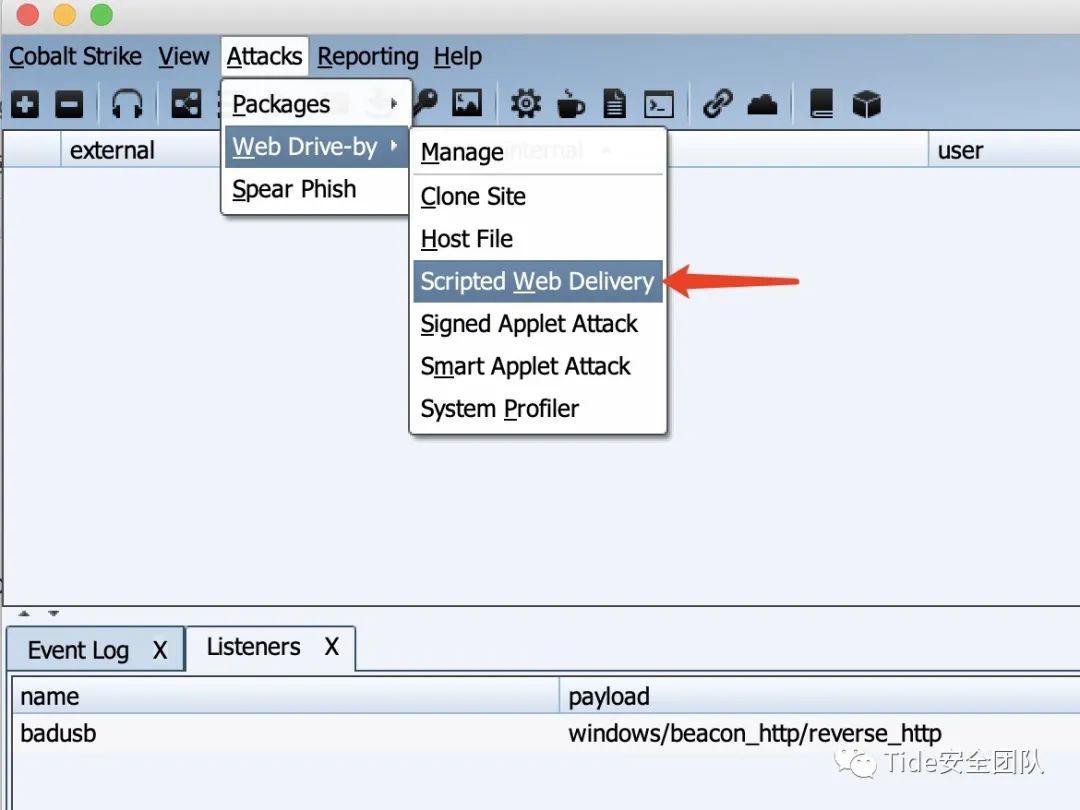 Cobalt Strike View Attacks Reporting Help
Packages
Web Drive-by
Spear Phish
external internal user
Manage
Clone Site
Host File
Scripted Web Delivery
Signed Applet Attack
Smart Applet Attack
System Profiler
Event Log X Listeners X
name payload
badusb windows/beacon_http/reverse_http
Tide安全团队